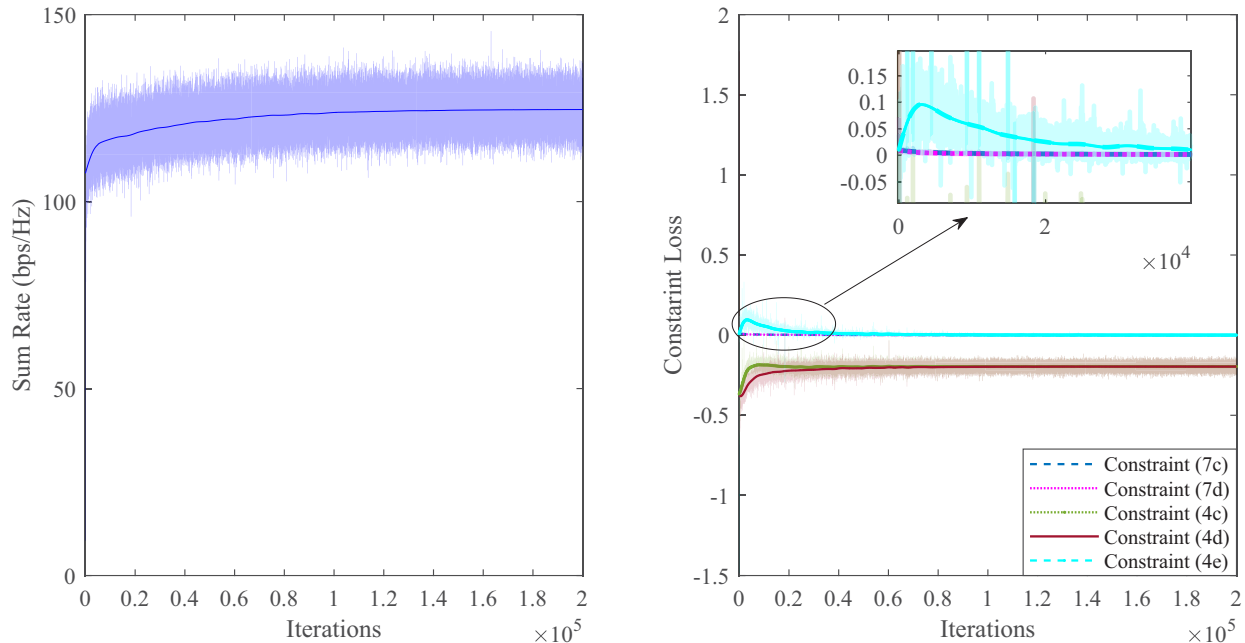 150
100
50
0
Sum Rate (bps/Hz)
0 0.2 0.4 0.6 0.8 1 1.2 1.4 1.6 1.8 2
Iterations
×10^5
2
1.5
1
0.5
0
-0.5
-1
-1.5
Constarint Loss
0.15
0.1
0.05
0
-0.05
0 2
×10^4
Constraint (7c)
Constraint (7d)
Constraint (4c)
Constraint (4d)
Constraint (4e)
0 0.2 0.4 0.6 0.8 1 1.2 1.4 1.6 1.8 2
Iterations
×10^5